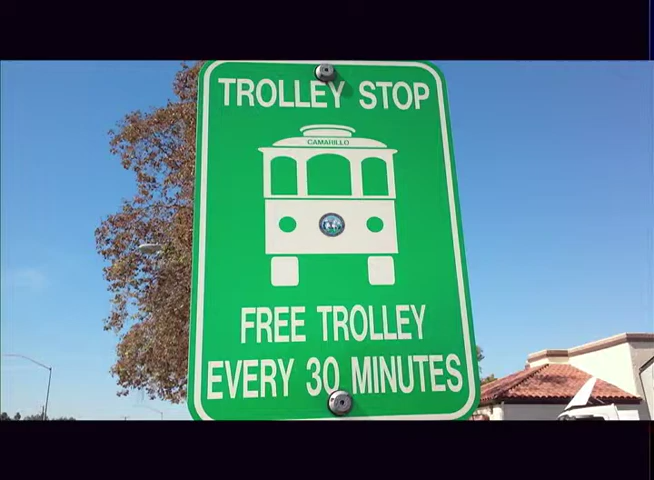 TROLLEY STOP
CAMARILLO
FREE TROLLEY
EVERY 30 MINUTES